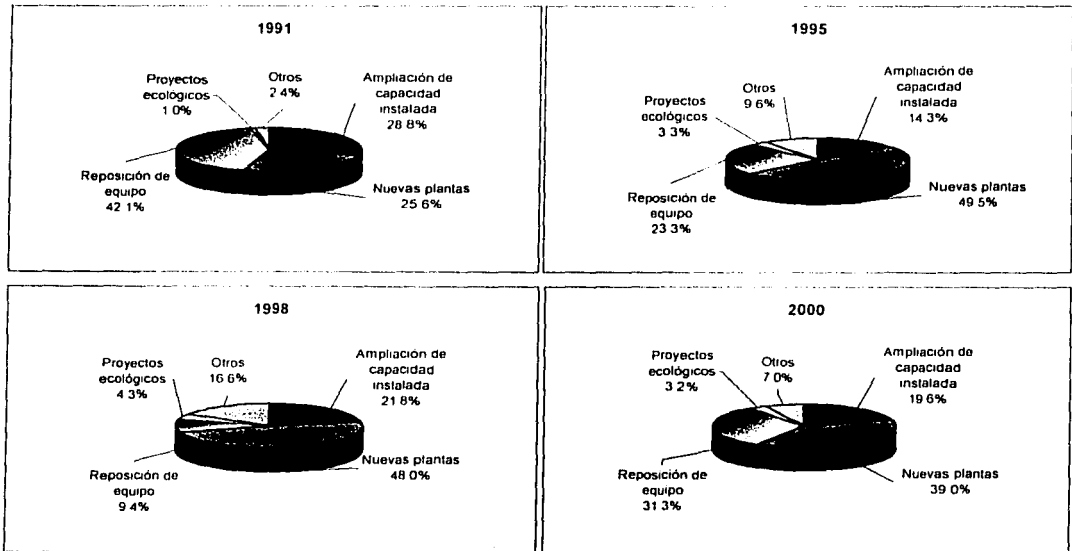 1991
Proyectos
ecológicos
1 0%
Otros
2 4%
Ampliación de
capacidad
instalada
28 8%
Reposición de
equipo
42 1%
Nuevas plantas
25 6%
1995
Proyectos
ecológicos
3 3%
Otros
9 6%
Ampliación de
capacidad
instalada
14 3%
Reposición de
equipo
23 3%
Nuevas plantas
49 5%
1998
Proyectos
ecológicos
4 3%
Otros
16 6%
Ampliación de
capacidad
instalada
21 8%
Reposición de
equipo
9 4%
Nuevas plantas
48 0%
2000
Proyectos
ecológicos
3 2%
Otros
7 0%
Ampliación de
capacidad
instalada
19 6%
Reposición de
equipo
31 3%
Nuevas plantas
39 0%